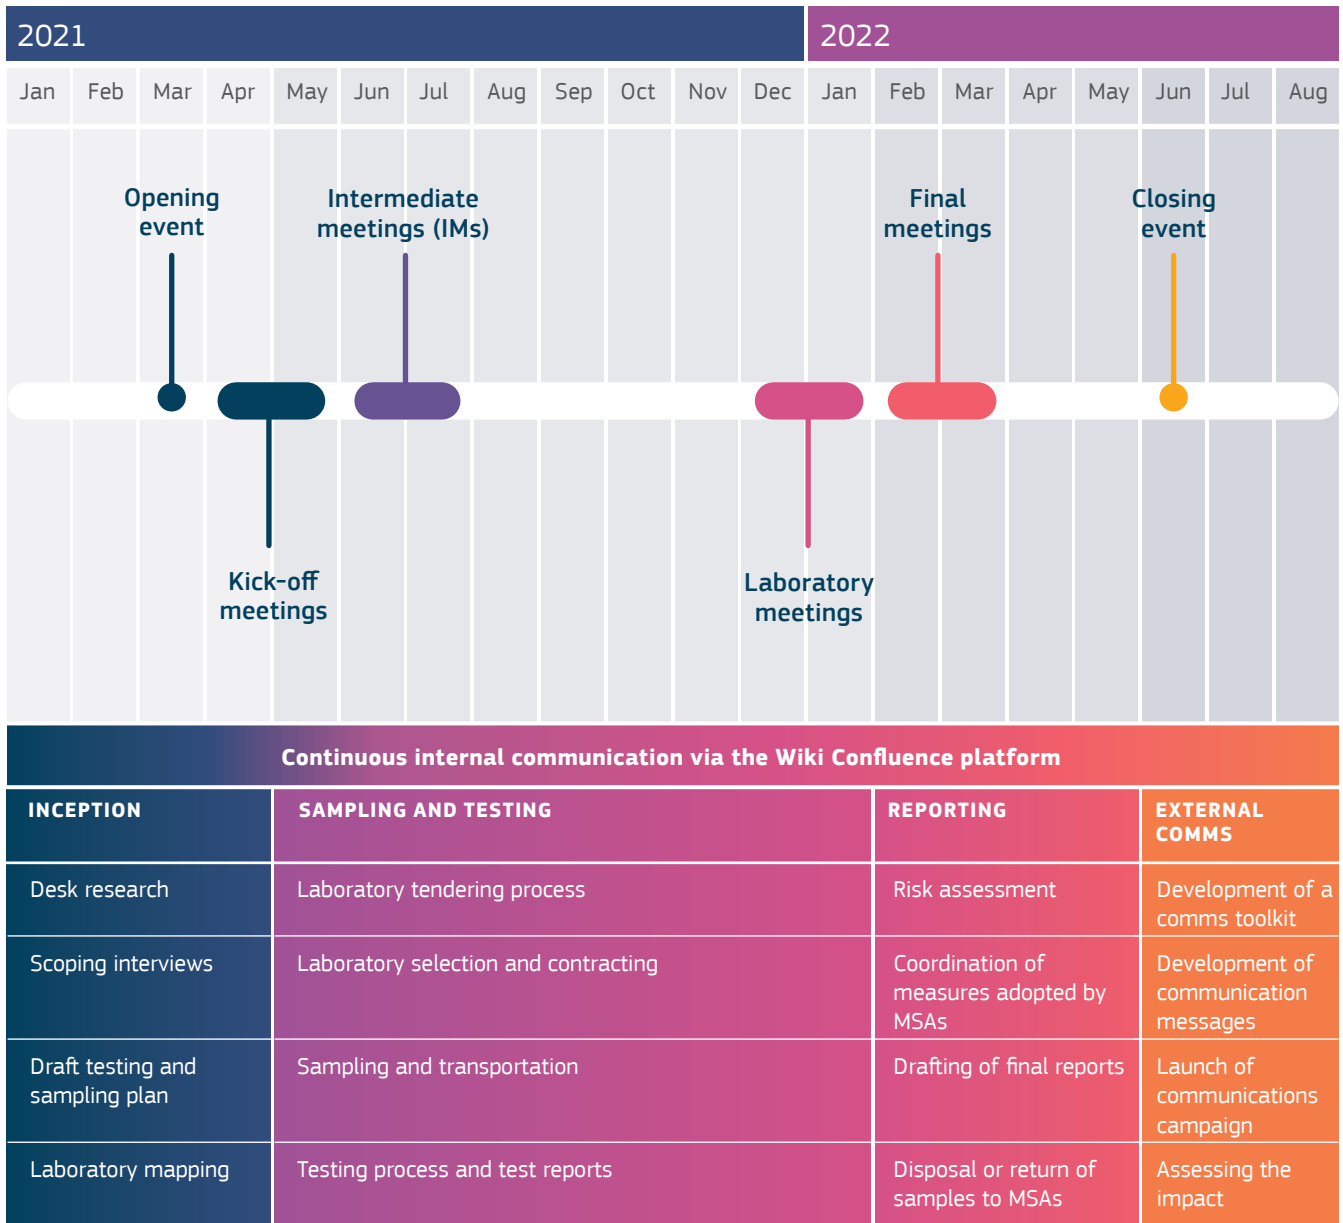 2021
2022
Jan Feb Mar Apr May Jun Jul Aug Sep Oct Nov Dec Jan Feb Mar Apr May Jun Jul Aug
Opening
event
Intermediate
meetings (IMs)
Final
meetings
Closing
event
Kick-off
meetings
Laboratory
meetings
Continuous internal communication via the Wiki Confluence platform
INCEPTION
Desk research
Scoping interviews
Draft testing and
sampling plan
Laboratory mapping
SAMPLING AND TESTING
Laboratory tendering process
Laboratory selection and contracting
Sampling and transportation
Testing process and test reports
REPORTING
Risk assessment
Coordination of
measures adopted by
MSAs
Drafting of final reports
Disposal or return of
samples to MSAs
EXTERNAL
COMMS
Development of a
comms toolkit
Development of
communication
messages
Launch of
communications
campaign
Assessing the
impact